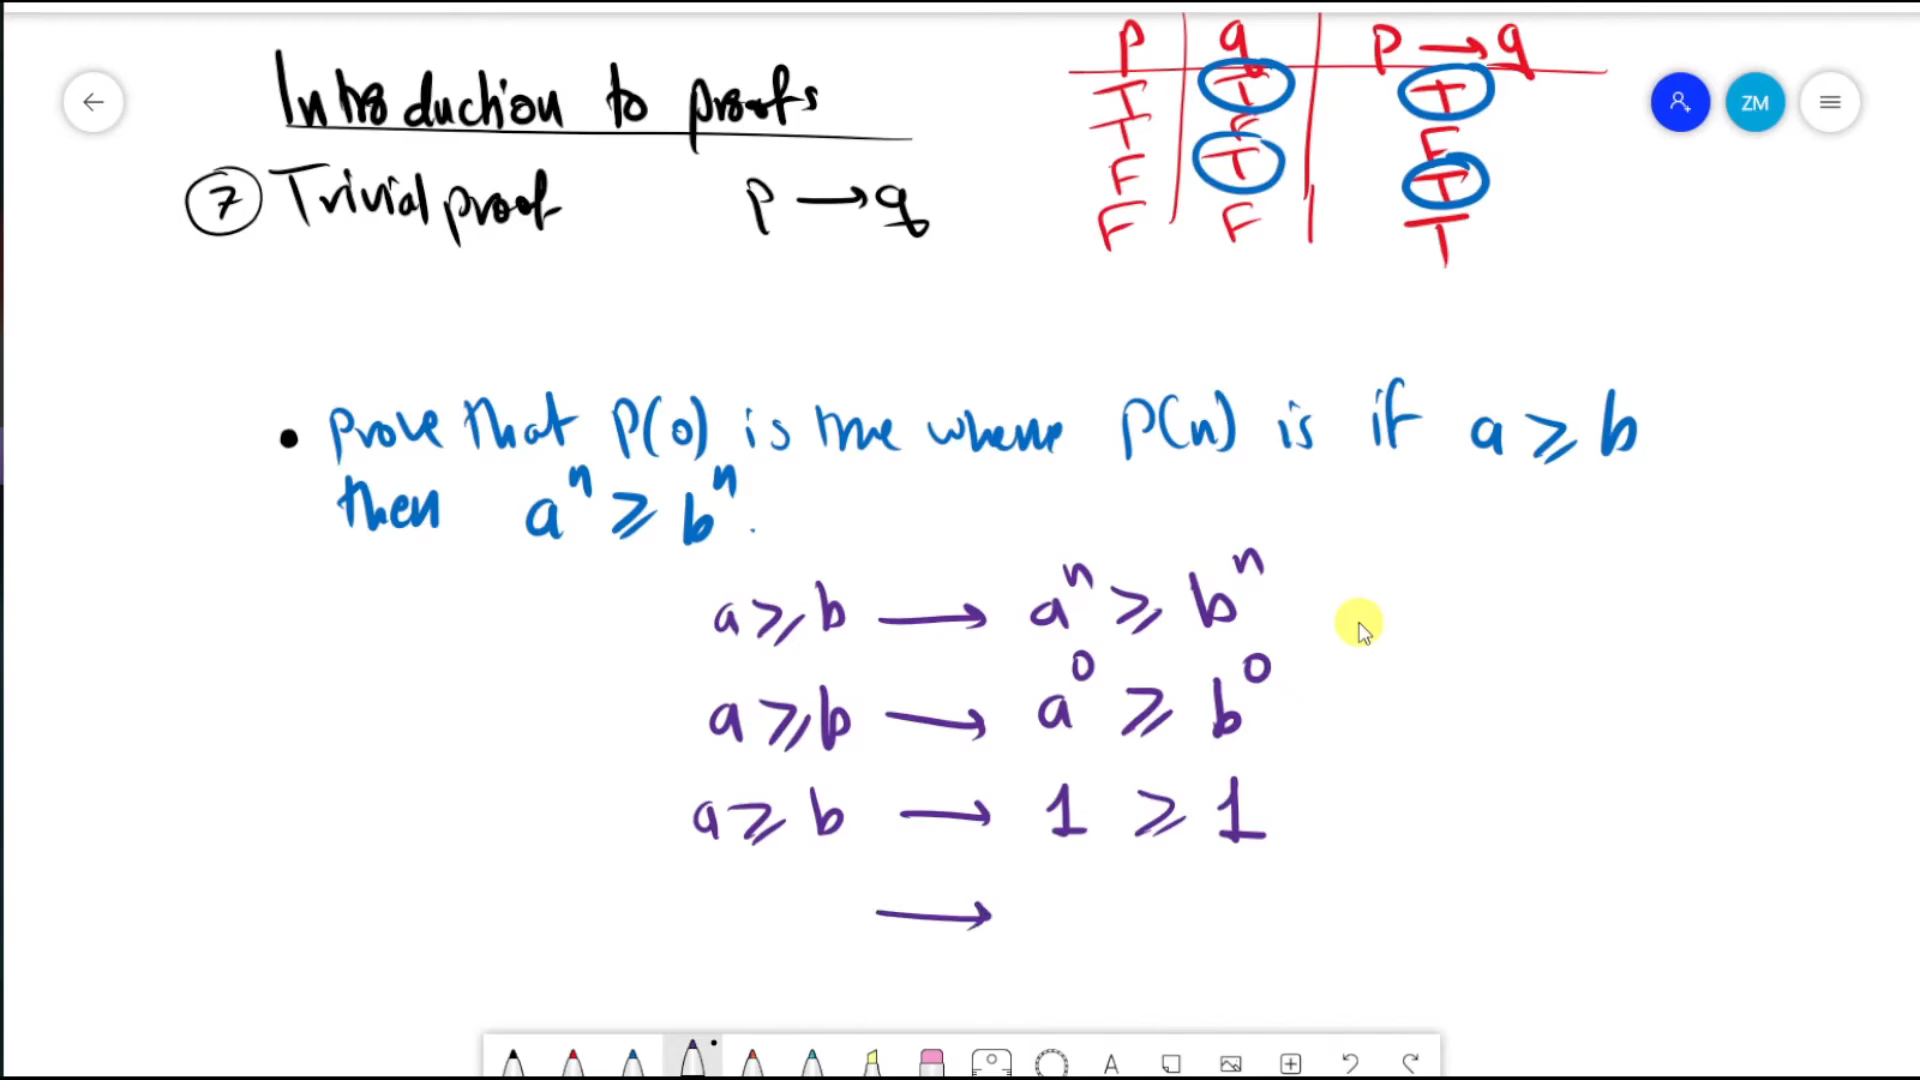 Introduction to proofs
⑦ Trivial proof p → q
p q p → q
T T T
T F F
F T T
F F T
ZM
• prove that P(0) is true where P(n) is if a ⩾ b
then aⁿ ⩾ bⁿ.
a ⩾ b → aⁿ ⩾ bⁿ
a ⩾ b → a⁰ ⩾ b⁰
a ⩾ b → 1 ⩾ 1
→
A